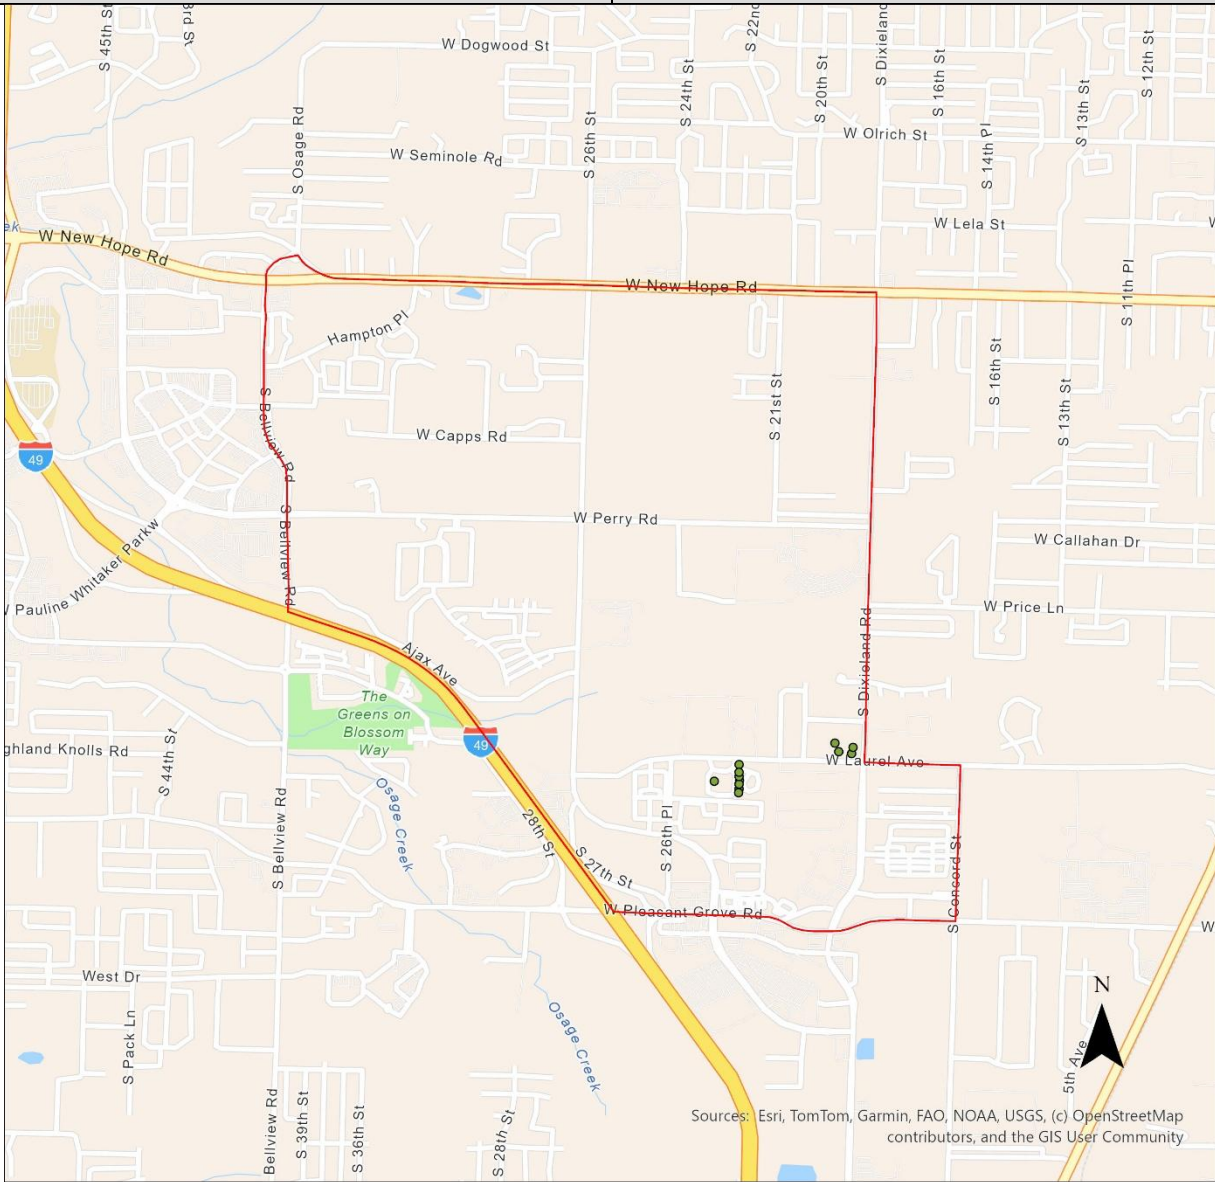 S 45th St
3rd St
W Dogwood St
S 22nd
S Dixieland
S 24th St
S 20th St
S 16th St
S 12th St
S Osage Rd
S 26th St
W Olrich St
S 13th St
W Seminole Rd
S 14th Pl
W Lela St
W
ek
W New Hope Rd
W New Hope Rd
S 11th Pl
Hampton Pl
S Bellview Rd
W Capps Rd
S 21st St
S 16th St
S 13th St
49
S Bellview Rd
W Perry Rd
W Callahan Dr
W Pauline Whitaker Parkw
W Price Ln
S Dixieland Rd
Ajax Ave
The
Greens on
Blossom
Way
49
ghland Knolls Rd
S 44th St
W Laurel Ave
Osage Creek
S Bellview Rd
28th St
S 27th St
S 26th Pl
S Concord St
W Pleasant Grove Rd
W
West Dr
S Pack Ln
Osage Creek
N
5th Ave
Bellview Rd
S 39th St
S 36th St
S 28th St
Sources: Esri, TomTom, Garmin, FAO, NOAA, USGS, (c) OpenStreetMap
contributors, and the GIS User Community